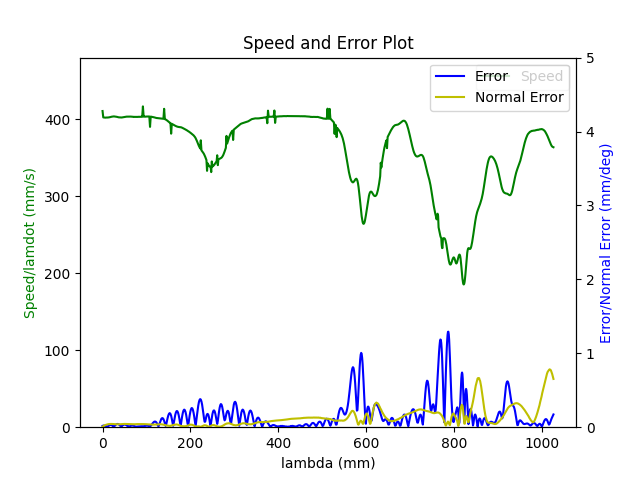 Speed and Error Plot
Speed/lamdot (mm/s)
400
300
200
100
0
Error
Speed
Normal Error
5
4
3
2
1
0
Error/Normal Error (mm/deg)
0
200
400
600
800
1000
lambda (mm)